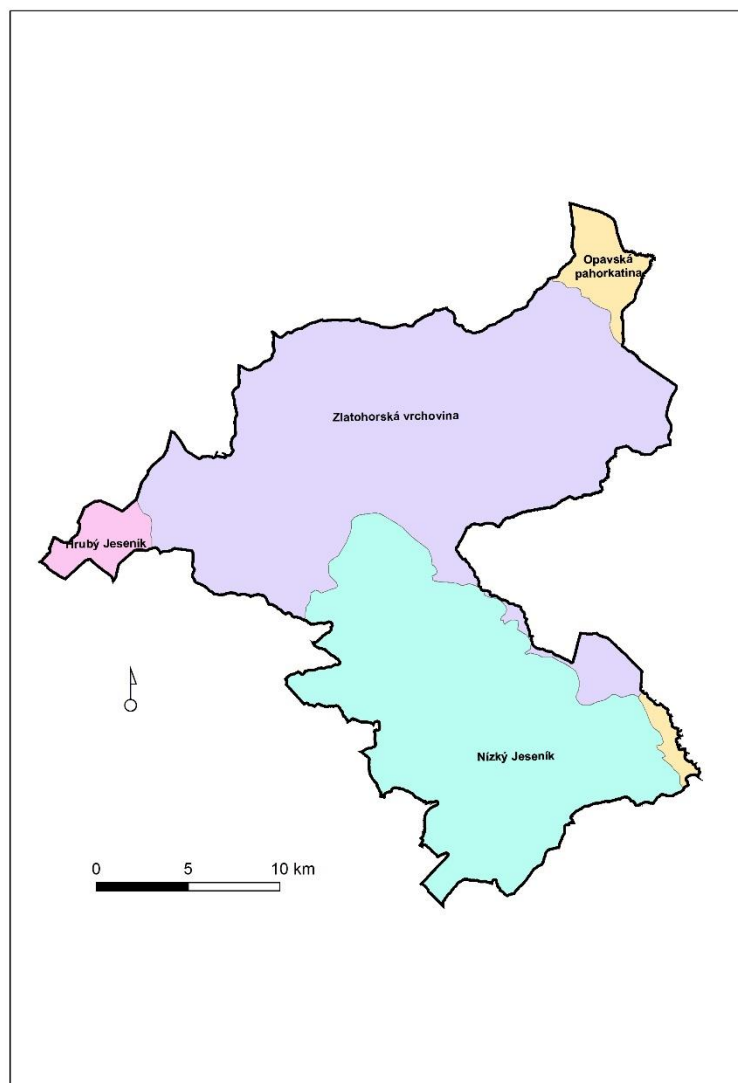 Opavská
pahorkatina
Zlatohorská vrchovina
Hrubý Jeseník
Nízký Jeseník
0 5 10 km